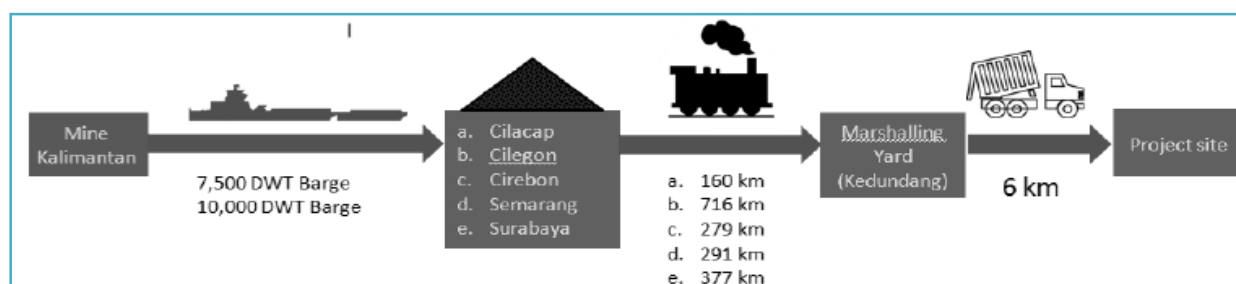 Mine
Kalimantan
7,500 DWT Barge
10,000 DWT Barge
a. Cilacap
b. Cilegon
c. Cirebon
d. Semarang
e. Surabaya
a. 160 km
b. 716 km
c. 279 km
d. 291 km
e. 377 km
Marshalling
Yard
(Kedundang)
6 km
Project site